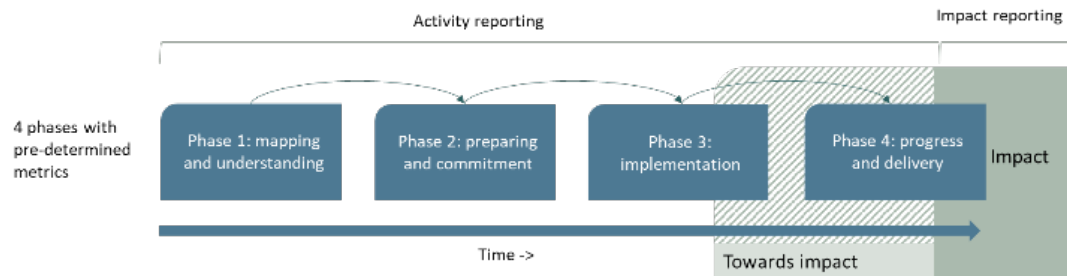 Activity reporting
Impact reporting
4 phases with
pre-determined
metrics
Phase 1: mapping
and understanding
Phase 2: preparing
and commitment
Phase 3:
implementation
Phase 4: progress
and delivery
Impact
Time ->
Towards impact